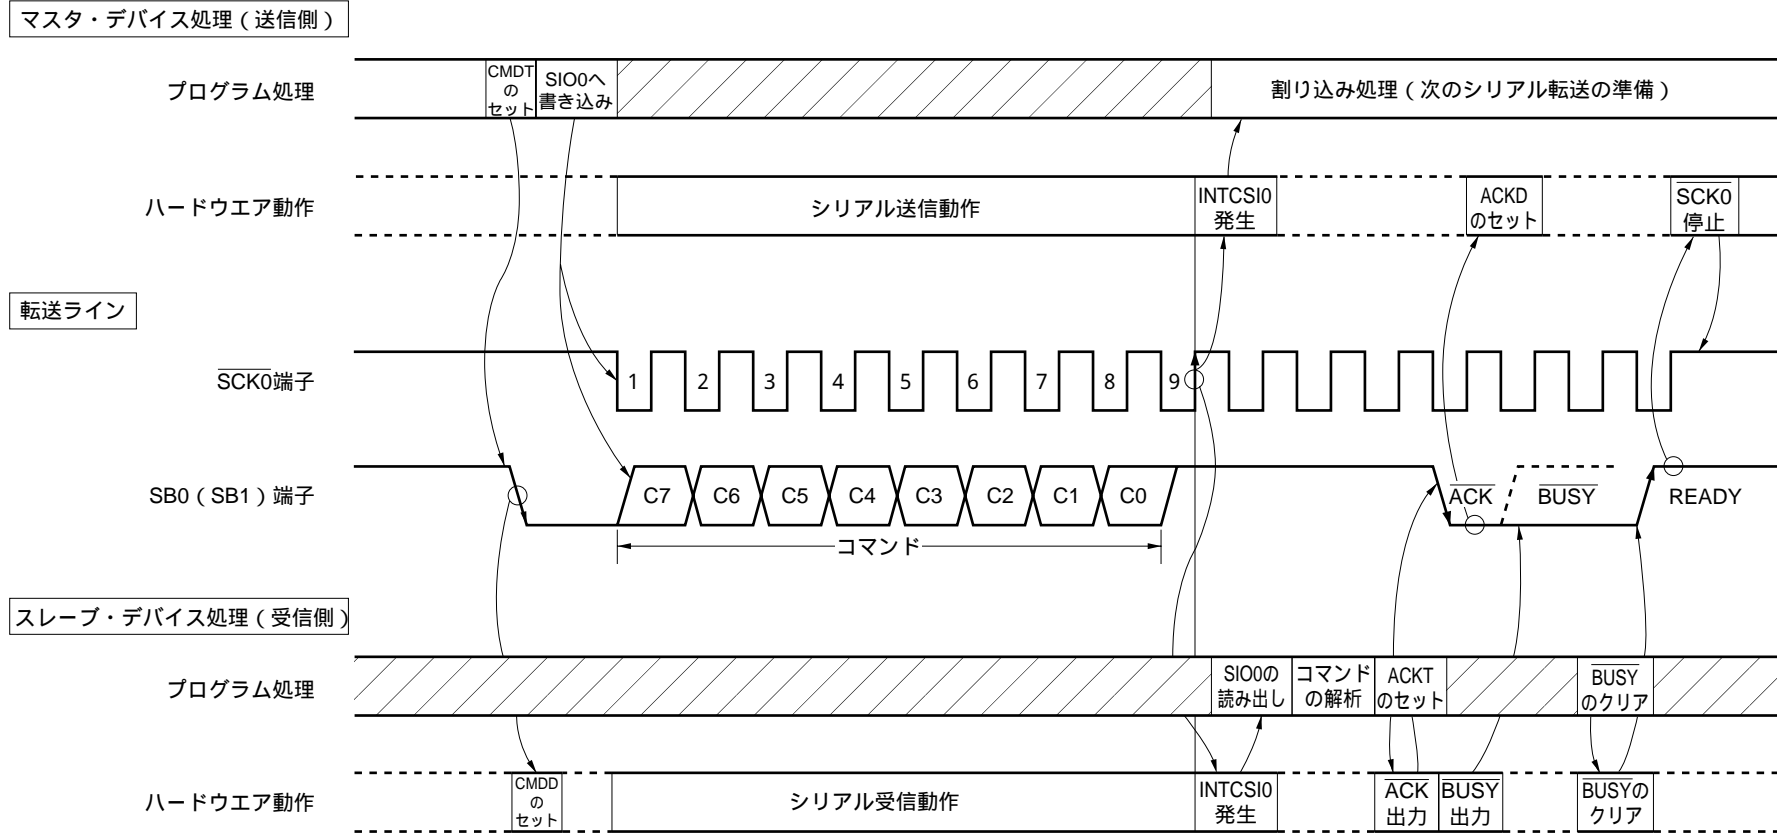 マスタ・デバイス処理（送信側）
プログラム処理
CMDT
の
セット
SIO0へ
書き込み
割り込み処理（次のシリアル転送の準備）
ハードウエア動作
シリアル送信動作
INTCSI0
発生
ACKD
のセット
SCK0
停止
転送ライン
SCK0端子
1 2 3 4 5 6 7 8 9
SB0（SB1）端子
C7 C6 C5 C4 C3 C2 C1 C0
ACK
BUSY
READY
コマンド
スレーブ・デバイス処理（受信側）
プログラム処理
SIO0の
読み出し
コマンド
の解析
ACKT
のセット
BUSY
のクリア
ハードウエア動作
CMDD
の
セット
シリアル受信動作
INTCSI0
発生
ACK
出力
BUSY
出力
BUSYの
クリア